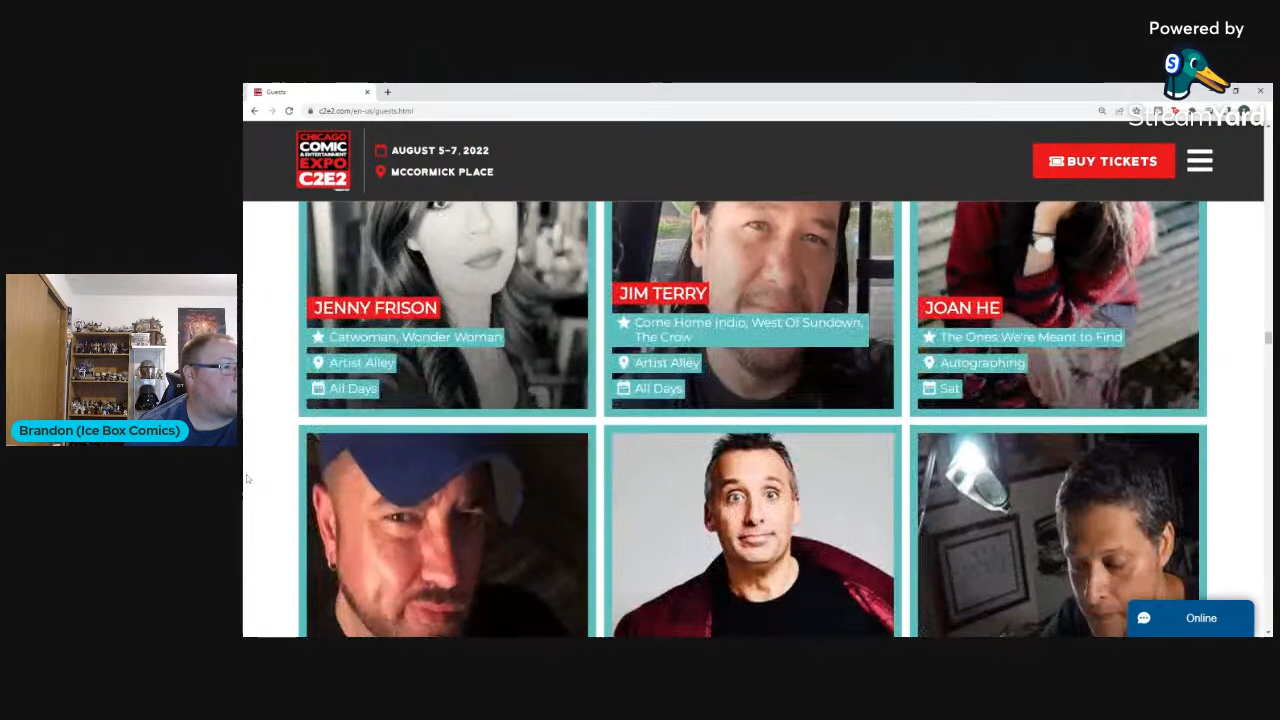 Powered by
StreamYard
Guests
c2e2.com/en-us/guests.html
CHICAGO
COMIC
& ENTERTAINMENT
EXPO
C2E2
AUGUST 5-7, 2022
MCCORMICK PLACE
BUY TICKETS
JENNY FRISON
Catwoman, Wonder Woman
Artist Alley
All Days
JIM TERRY
Come Home Indio, West Of Sundown,
The Crow
Artist Alley
All Days
JOAN HE
The Ones We're Meant to Find
Autographing
Sat
Brandon (Ice Box Comics)
Online